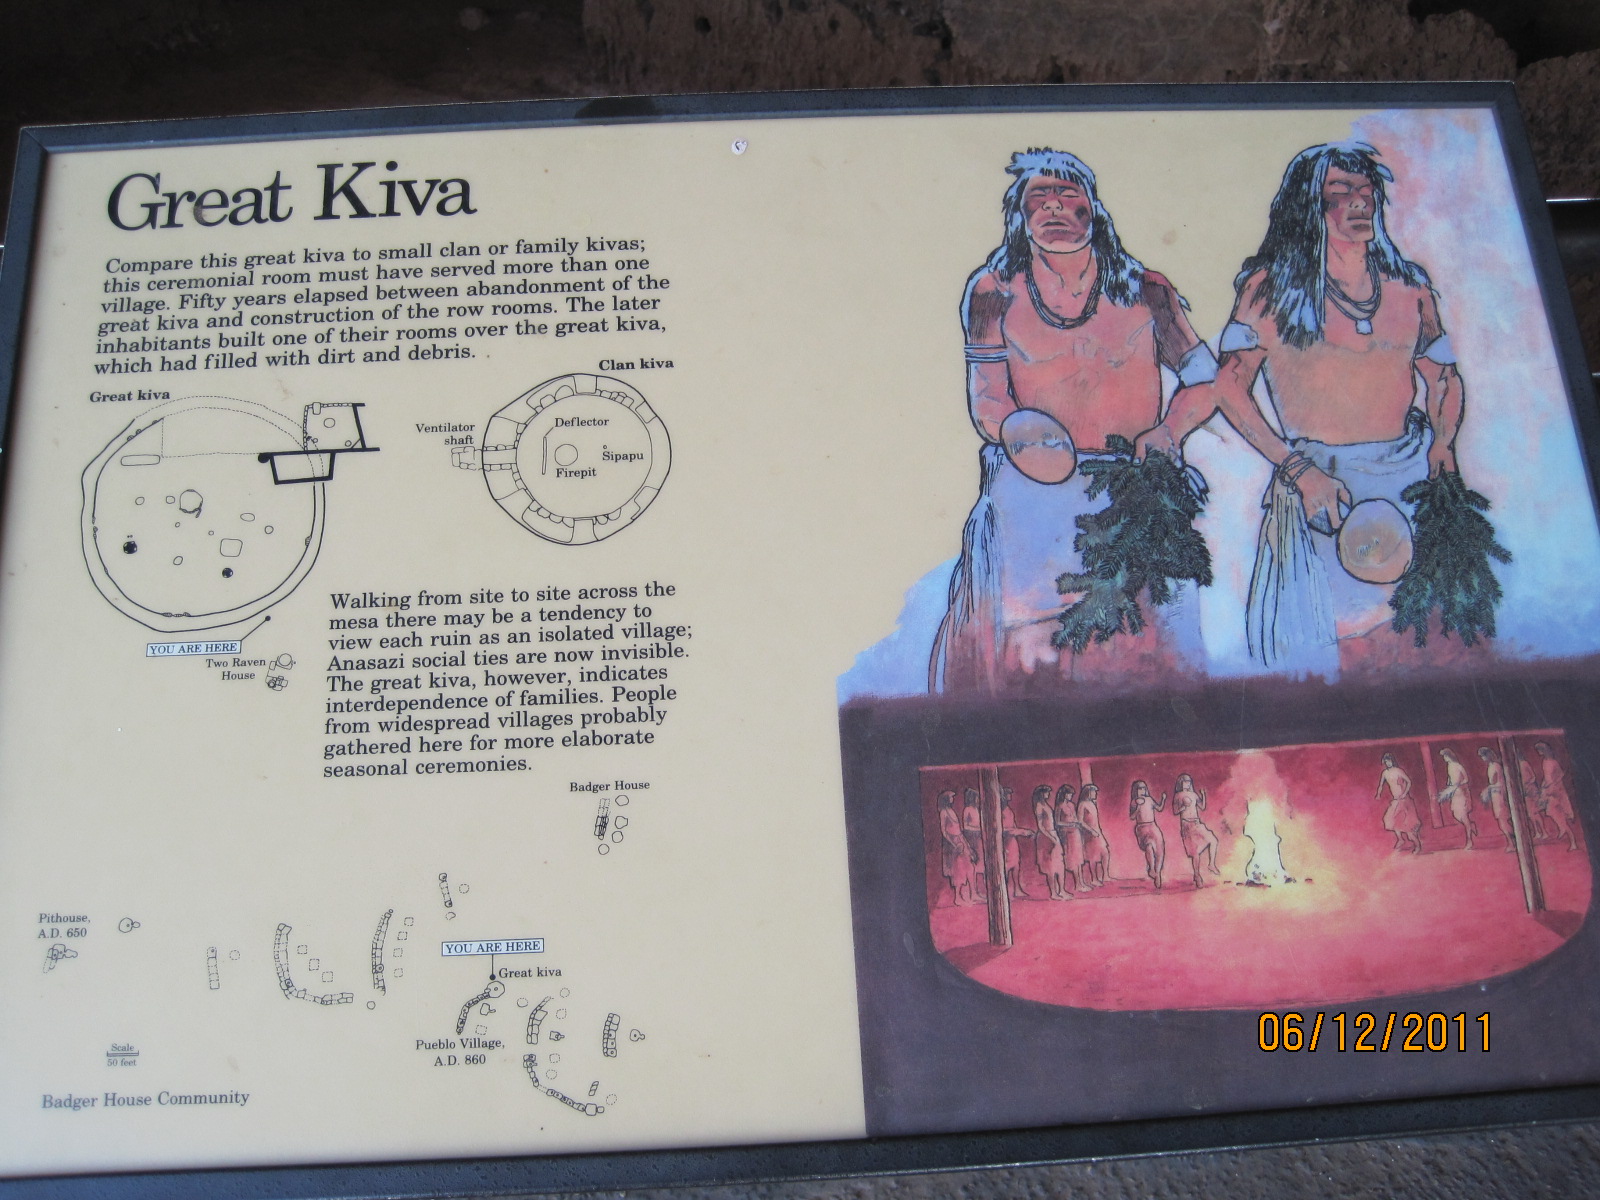 Great Kiva
Compare this great kiva to small clan or family kivas;
this ceremonial room must have served more than one
village. Fifty years elapsed between abandonment of the
great kiva and construction of the row rooms. The later
inhabitants built one of their rooms over the great kiva,
which had filled with dirt and debris.
Great kiva
Clan kiva
Ventilator
shaft
Deflector
Sipapu
Firepit
YOU ARE HERE
Two Raven
House
Walking from site to site across the
mesa there may be a tendency to
view each ruin as an isolated village;
Anasazi social ties are now invisible.
The great kiva, however, indicates
interdependence of families. People
from widespread villages probably
gathered here for more elaborate
seasonal ceremonies.
Badger House
Pithouse,
A.D. 650
YOU ARE HERE
Great kiva
Pueblo Village,
A.D. 860
Scale
50 feet
Badger House Community
06/12/2011